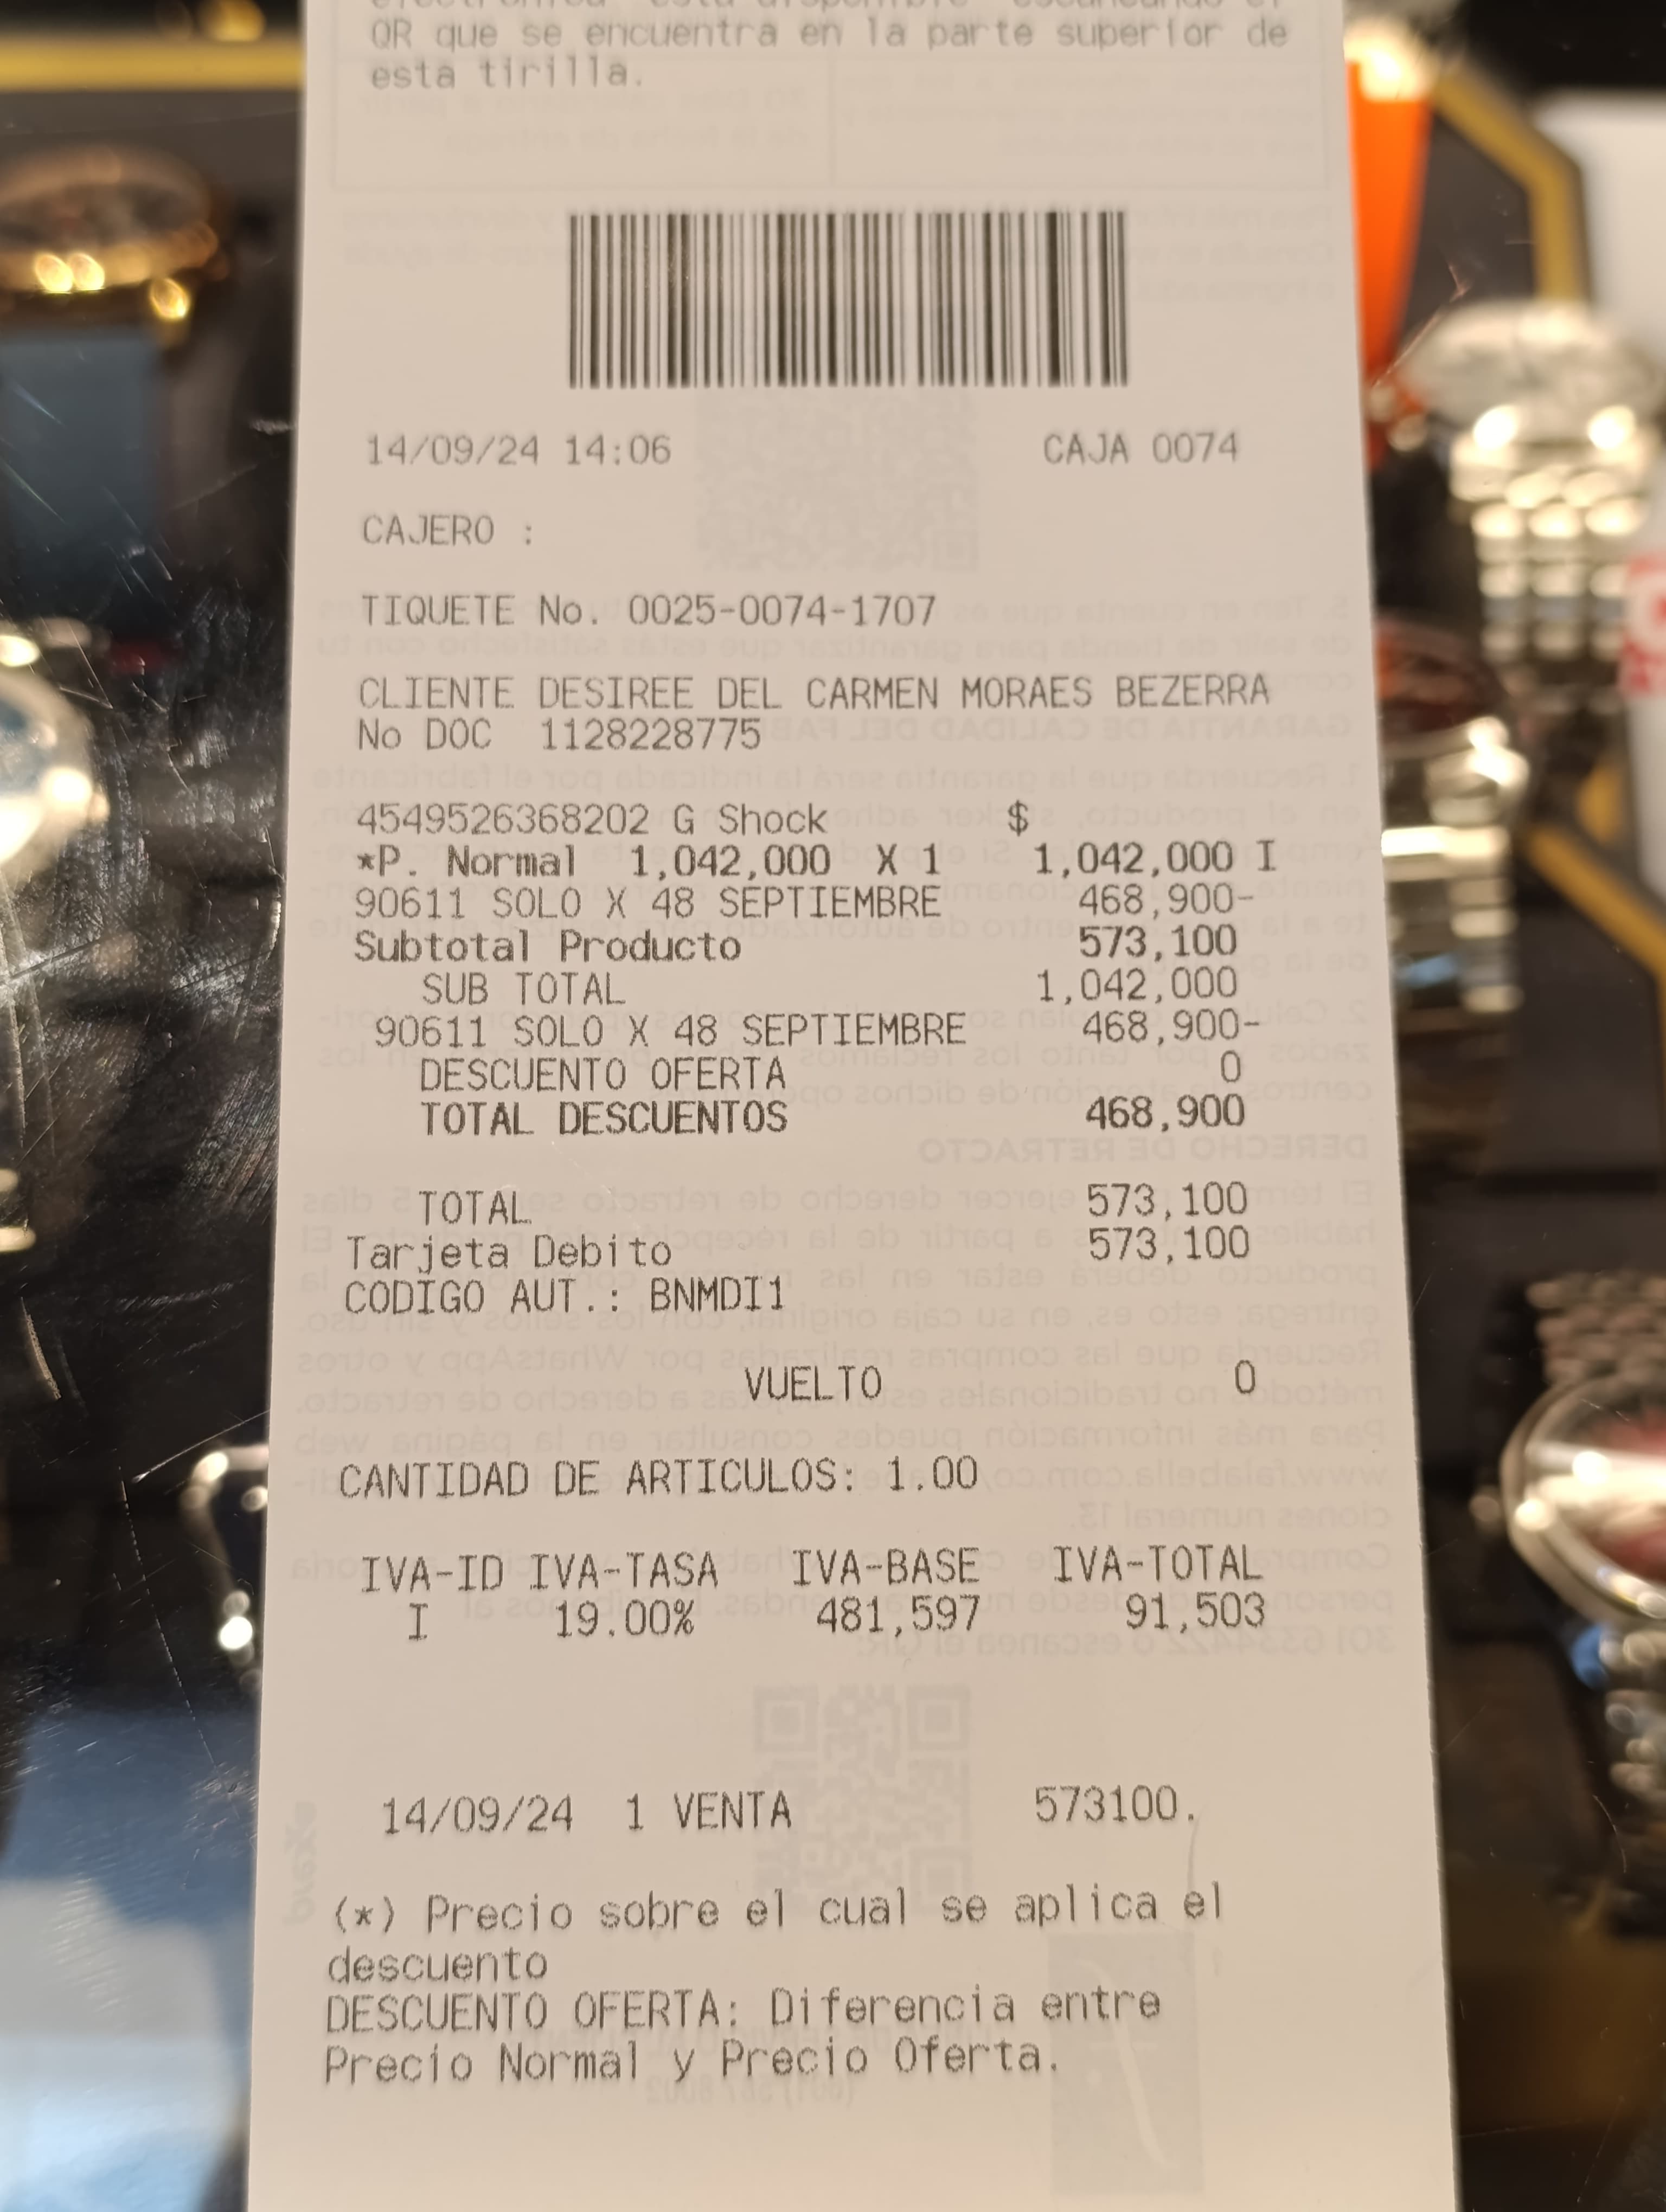 QR que se encuentra en la parte superior de
esta tirilla.
14/09/24 14:06 CAJA 0074
CAJERO :
TIQUETE No. 0025-0074-1707
CLIENTE DESIREE DEL CARMEN MORAES BEZERRA
No DOC 1128228775
4549526368202 G Shock $
*P. Normal 1,042,000 X 1 1,042,000 I
90611 SOLO X 48 SEPTIEMBRE 468,900-
Subtotal Producto 573,100
SUB TOTAL 1,042,000
90611 SOLO X 48 SEPTIEMBRE 468,900-
DESCUENTO OFERTA 0
TOTAL DESCUENTOS 468,900
TOTAL 573,100
Tarjeta Debito 573,100
CODIGO AUT.: BNMDI1
VUELTO 0
CANTIDAD DE ARTICULOS: 1.00
IVA-ID IVA-TASA IVA-BASE IVA-TOTAL
I 19.00% 481,597 91,503
14/09/24 1 VENTA 573100.
(*) Precio sobre el cual se aplica el
descuento
DESCUENTO OFERTA: Diferencia entre
Precio Normal y Precio Oferta.